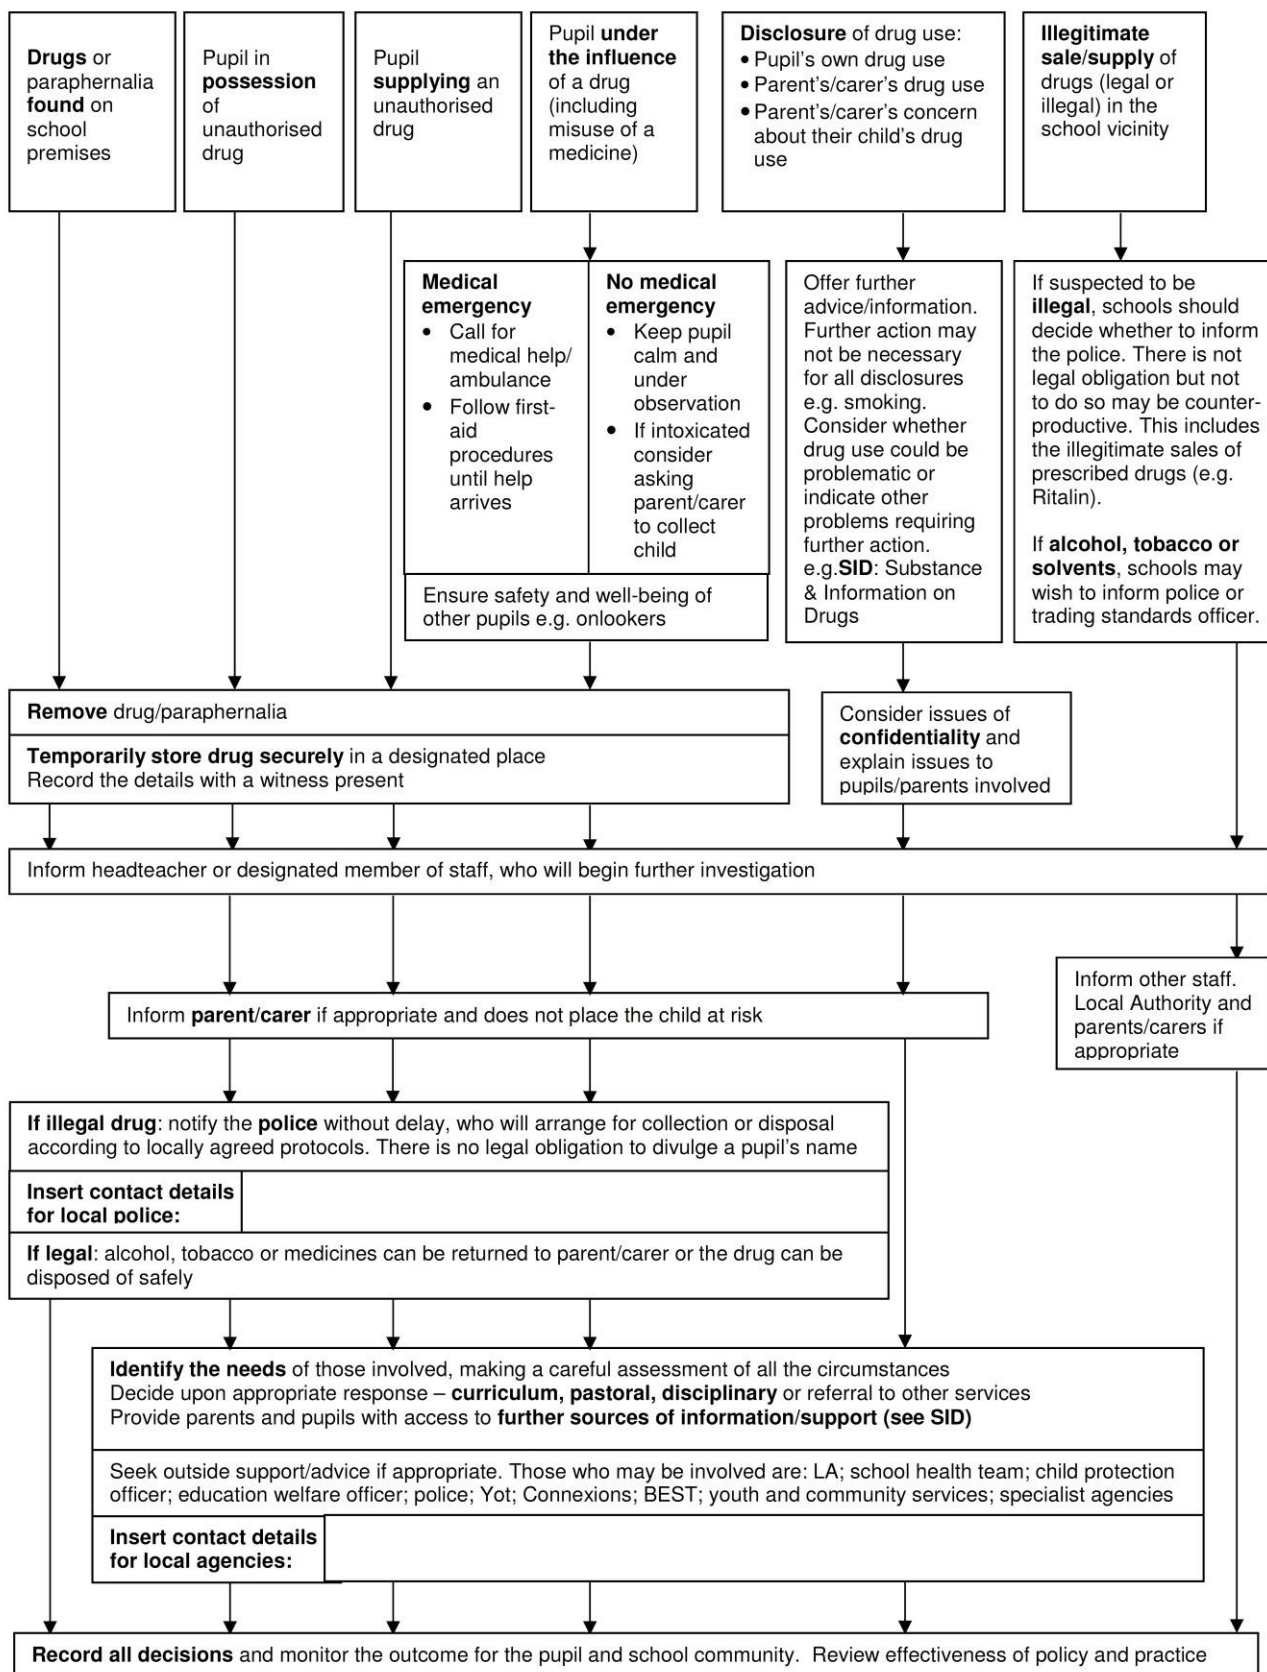 Drugs or
paraphernalia
found on
school
premises
Pupil in
possession
of
unauthorised
drug
Pupil
supplying an
unauthorised
drug
Pupil under
the influence
of a drug
(including
misuse of a
medicine)
Disclosure of drug use:
• Pupil's own drug use
• Parent's/carer's drug use
• Parent's/carer's concern
about their child's drug
use
Illegitimate
sale/supply of
drugs (legal or
illegal) in the
school vicinity
Medical
emergency
• Call for
medical help/
ambulance
• Follow first-
aid
procedures
until help
arrives
No medical
emergency
• Keep pupil
calm and
under
observation
• If intoxicated
consider
asking
parent/carer
to collect
child
Ensure safety and well-being of
other pupils e.g. onlookers
Offer further
advice/information.
Further action may
not be necessary
for all disclosures
e.g. smoking.
Consider whether
drug use could be
problematic or
indicate other
problems requiring
further action.
e.g.SID: Substance
& Information on
Drugs
If suspected to be
illegal, schools should
decide whether to inform
the police. There is not
legal obligation but not
to do so may be counter-
productive. This includes
the illegitimate sales of
prescribed drugs (e.g.
Ritalin).
If alcohol, tobacco or
solvents, schools may
wish to inform police or
trading standards officer.
Remove drug/paraphernalia
Temporarily store drug securely in a designated place
Record the details with a witness present
Consider issues of
confidentiality and
explain issues to
pupils/parents involved
Inform headteacher or designated member of staff, who will begin further investigation
Inform parent/carer if appropriate and does not place the child at risk
Inform other staff.
Local Authority and
parents/carers if
appropriate
If illegal drug: notify the police without delay, who will arrange for collection or disposal
according to locally agreed protocols. There is no legal obligation to divulge a pupil's name
Insert contact details
for local police:
If legal: alcohol, tobacco or medicines can be returned to parent/carer or the drug can be
disposed of safely
Identify the needs of those involved, making a careful assessment of all the circumstances
Decide upon appropriate response – curriculum, pastoral, disciplinary or referral to other services
Provide parents and pupils with access to further sources of information/support (see SID)
Seek outside support/advice if appropriate. Those who may be involved are: LA; school health team; child protection
officer; education welfare officer; police; Yot; Connexions; BEST; youth and community services; specialist agencies
Insert contact details
for local agencies:
Record all decisions and monitor the outcome for the pupil and school community. Review effectiveness of policy and practice